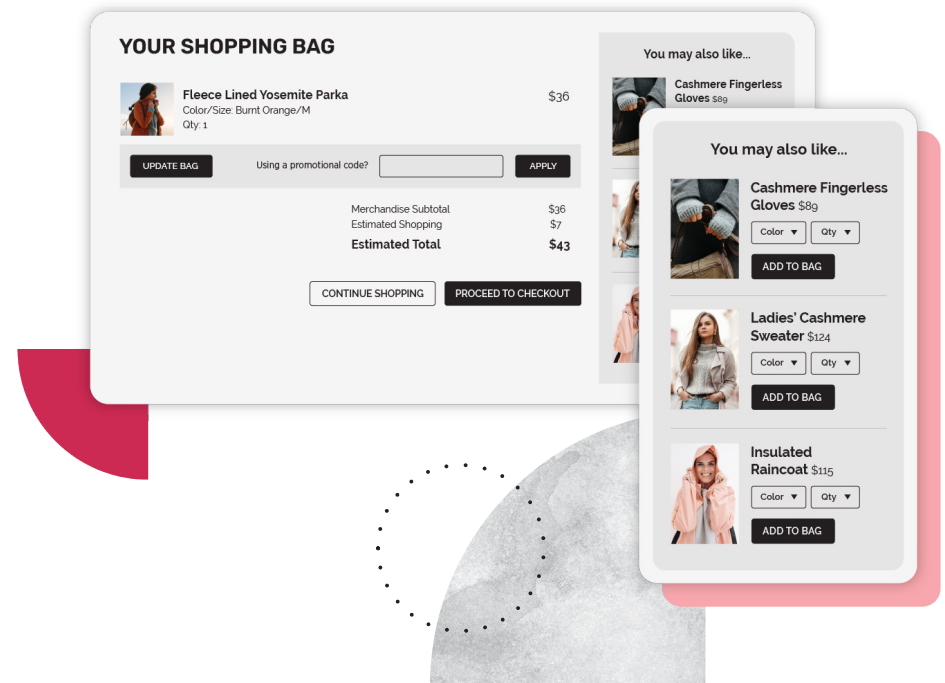 YOUR SHOPPING BAG
Fleece Lined Yosemite Parka
$36
Color/Size: Burnt Orange/M
Qty: 1
UPDATE BAG
Using a promotional code?
APPLY
Merchandise Subtotal
$36
Estimated Shopping
$7
Estimated Total
$43
CONTINUE SHOPPING
PROCEED TO CHECKOUT
You may also like...
Cashmere Fingerless
Gloves $89
You may also like...
Cashmere Fingerless
Gloves $89
Color
Qty
ADD TO BAG
Ladies' Cashmere
Sweater $124
Color
Qty
ADD TO BAG
Insulated
Raincoat $115
Color
Qty
ADD TO BAG